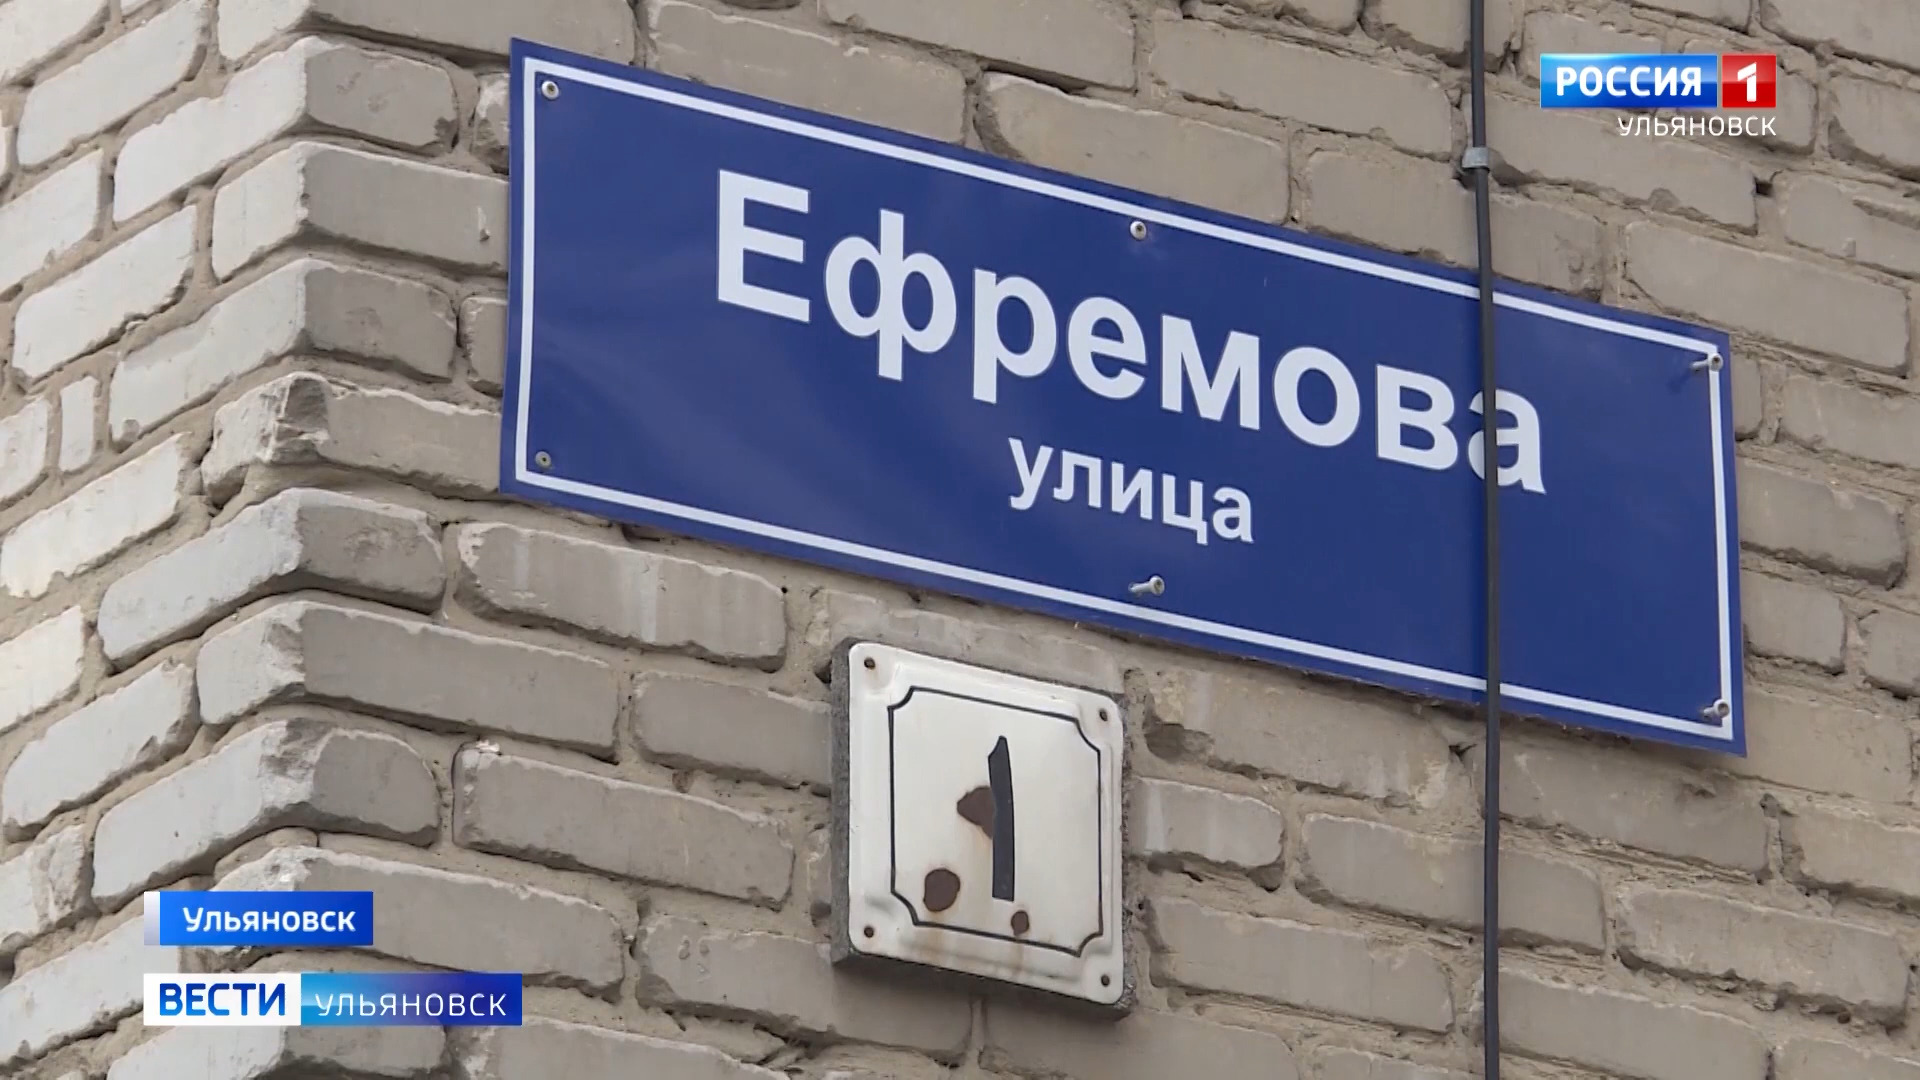 РОССИЯ 1
УЛЬЯНОВСК
Ефремова
улица
1
Ульяновск
ВЕСТИ УЛЬЯНОВСК